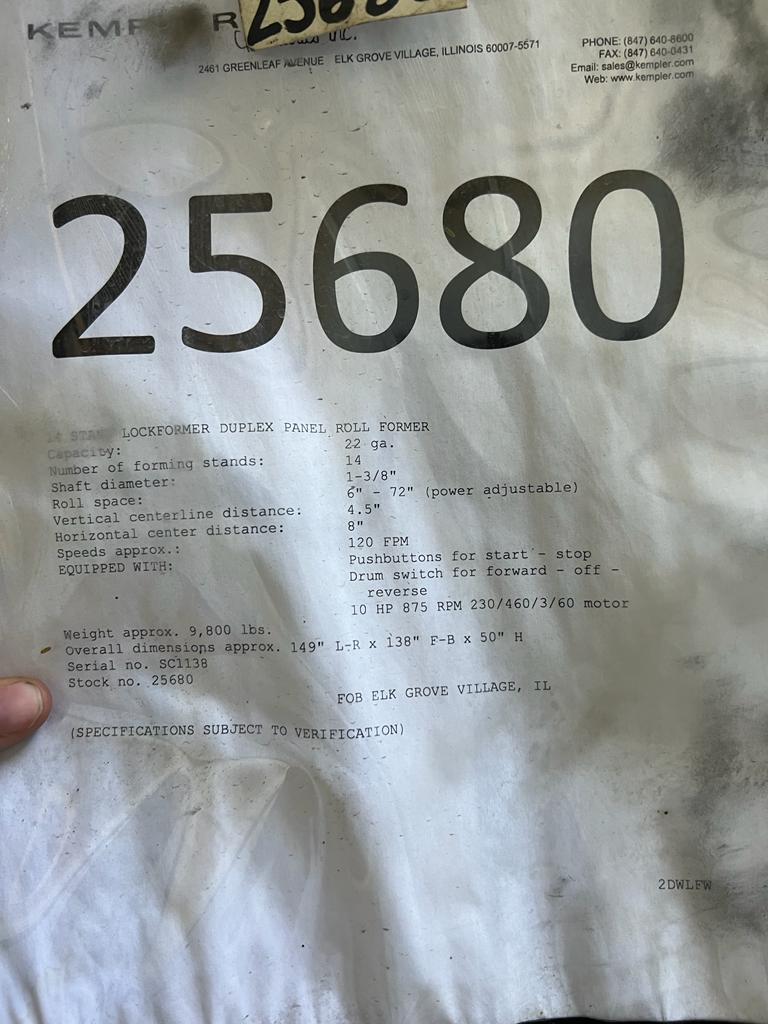 KEMP R
25680
2461 GREENLEAF AVENUE ELK GROVE VILLAGE, ILLINOIS 60007-5571
PHONE: (847) 640-8600
FAX: (847) 640-0431
Email: sales@kempler.com
Web: www.kempler.com
25680
14 STAND LOCKFORMER DUPLEX PANEL ROLL FORMER
Capacity: 22 ga.
Number of forming stands: 14
Shaft diameter: 1-3/8"
Roll space: 6" - 72" (power adjustable)
Vertical centerline distance: 4.5"
Horizontal center distance: 8"
Speeds approx.: 120 FPM
EQUIPPED WITH: Pushbuttons for start - stop
Drum switch for forward - off -
reverse
10 HP 875 RPM 230/460/3/60 motor
Weight approx. 9,800 lbs.
Overall dimensions approx. 149" L-R x 138" F-B x 50" H
Serial no. SC1138
Stock no. 25680
FOB ELK GROVE VILLAGE, IL
(SPECIFICATIONS SUBJECT TO VERIFICATION)
2DWLFW